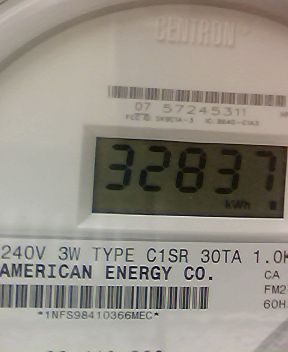 CENTRON
07 57245311
32837
kWh
240V 3W TYPE C1SR 30TA 1.0K
AMERICAN ENERGY CO.
CA
FM2
60H
*1NFS98410366MEC*